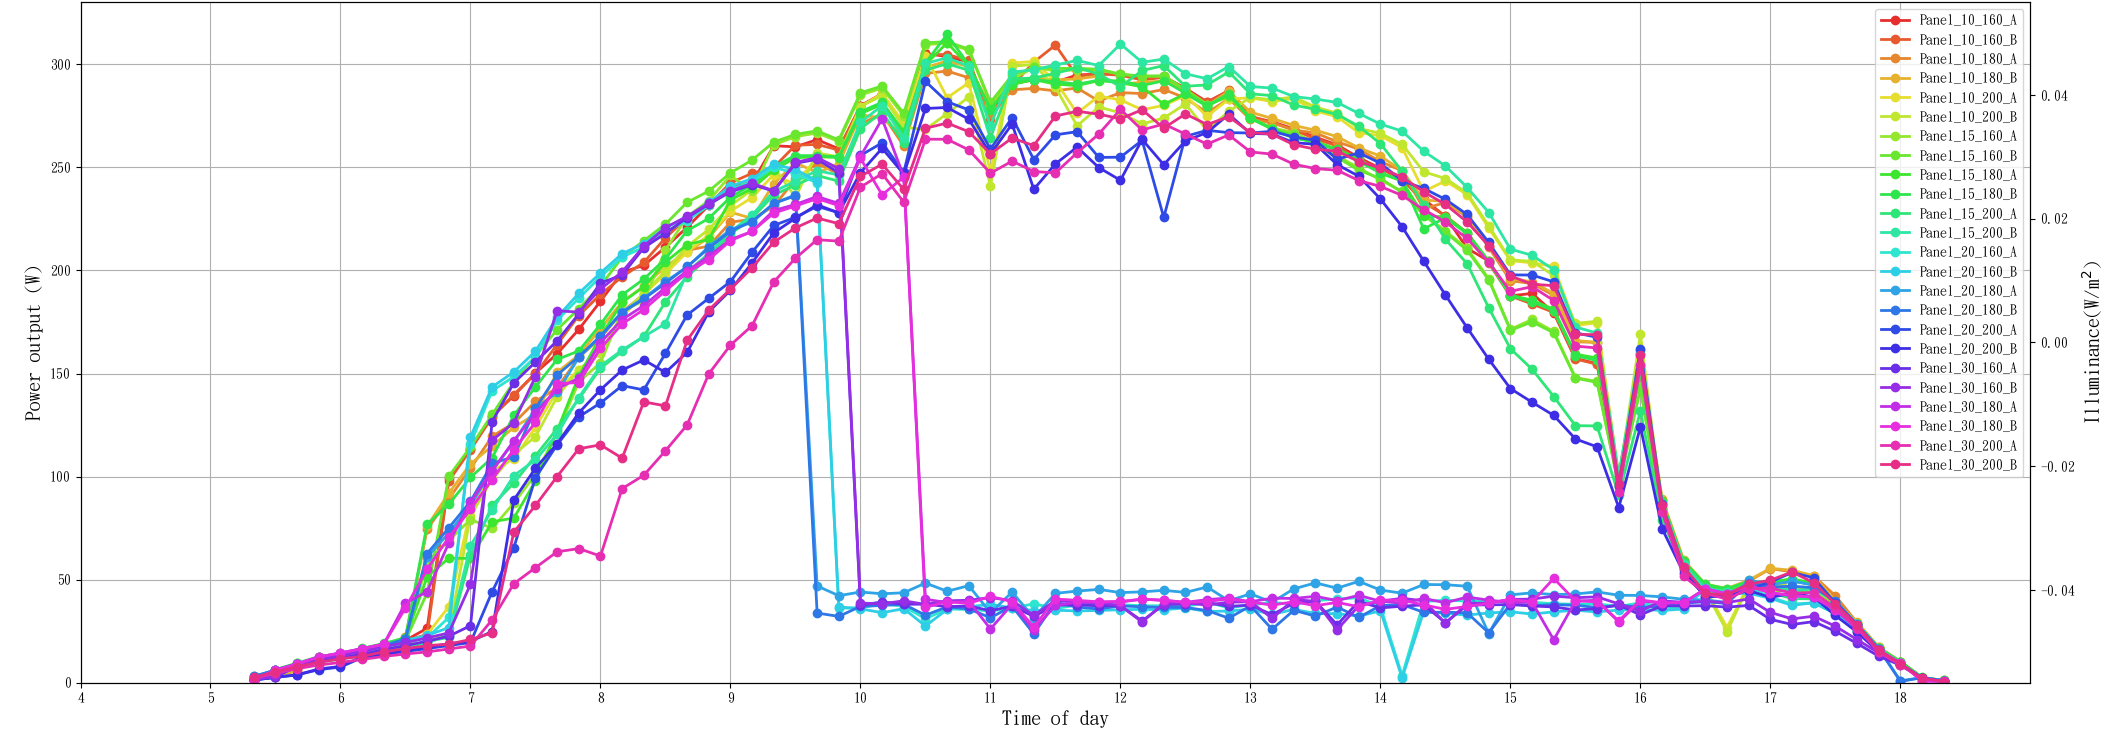 300
250
200
150
100
50
0
Power output (W)
4 5 6 7 8 9 10 11 12 13 14 15 16 17 18
Time of day
0.04
0.02
0.00
−0.02
−0.04
Illuminance(W/m²)
Panel_10_160_A
Panel_10_160_B
Panel_10_180_A
Panel_10_180_B
Panel_10_200_A
Panel_10_200_B
Panel_15_160_A
Panel_15_160_B
Panel_15_180_A
Panel_15_180_B
Panel_15_200_A
Panel_15_200_B
Panel_20_160_A
Panel_20_160_B
Panel_20_180_A
Panel_20_180_B
Panel_20_200_A
Panel_20_200_B
Panel_30_160_A
Panel_30_160_B
Panel_30_180_A
Panel_30_180_B
Panel_30_200_A
Panel_30_200_B